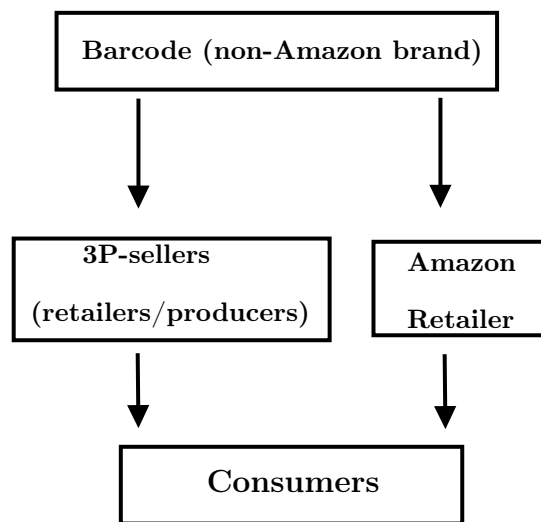 Barcode (non-Amazon brand)
3P-sellers
(retailers/producers)
Amazon
Retailer
Consumers